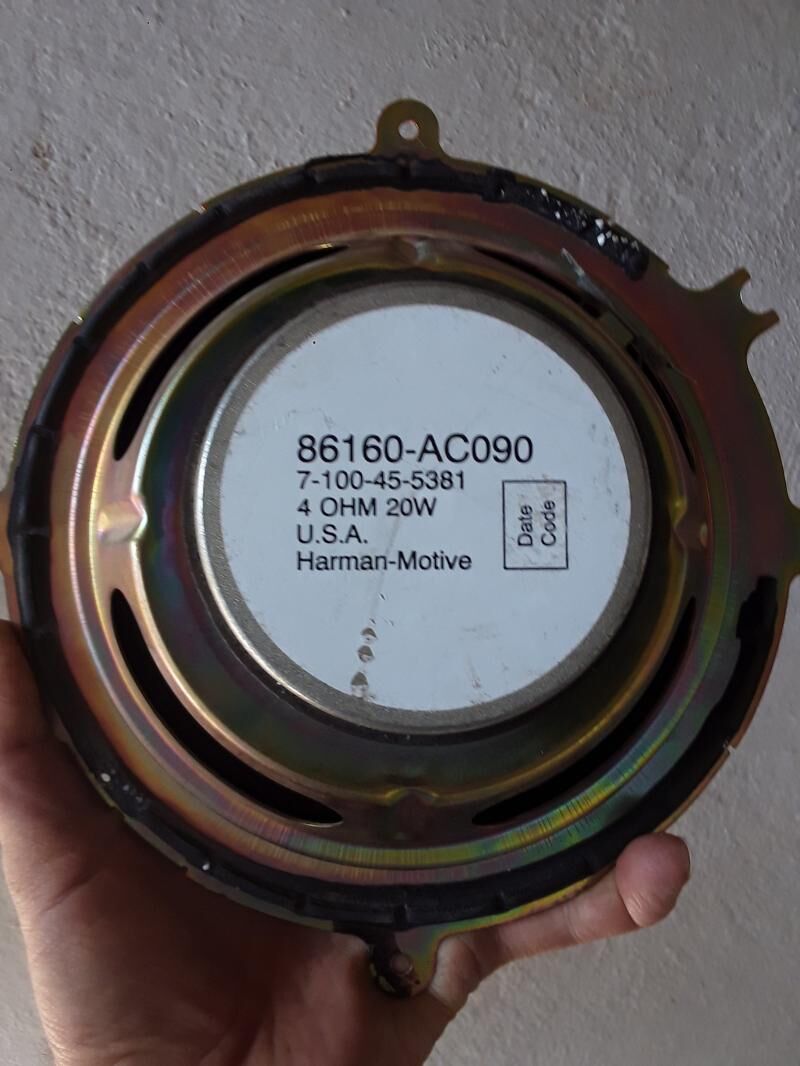 86160-AC090
7-100-45-5381
4 OHM 20W
U.S.A.
Harman-Motive
Date
Code